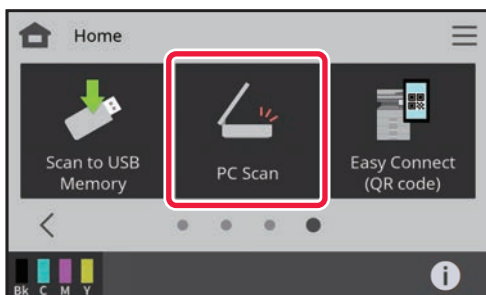 Home
Scan to USB
Memory
PC Scan
Easy Connect
(QR code)
Bk C M Y
i